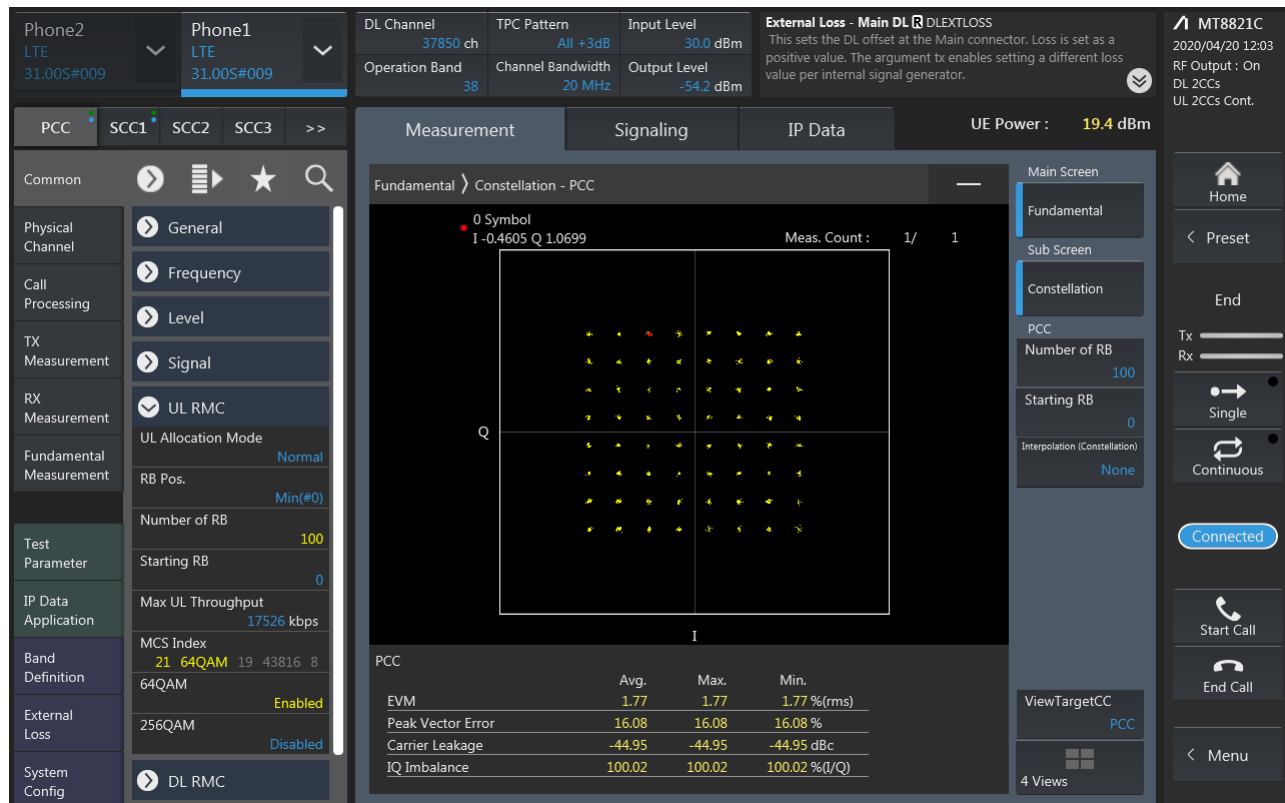 Phone2
LTE
31.00S#009
Phone1
LTE
31.00S#009
DL Channel
37850 ch
Operation Band
38
TPC Pattern
All +3dB
Channel Bandwidth
20 MHz
Input Level
30.0 dBm
Output Level
-54.2 dBm
External Loss - Main DL R DLEXTLOSS
This sets the DL offset at the Main connector. Loss is set as a
positive value. The argument tx enables setting a different loss
value per internal signal generator.
MT8821C
2020/04/20 12:03
RF Output : On
DL 2CCs
UL 2CCs Cont.
PCC SCC1 SCC2 SCC3 >>
Measurement Signaling IP Data
UE Power : 19.4 dBm
Common
Physical
Channel
Call
Processing
TX
Measurement
RX
Measurement
Fundamental
Measurement
Test
Parameter
IP Data
Application
Band
Definition
External
Loss
System
Config
General
Frequency
Level
Signal
UL RMC
UL Allocation Mode
Normal
RB Pos.
Min(#0)
Number of RB
100
Starting RB
0
Max UL Throughput
17526 kbps
MCS Index
21 64QAM 19 43816 8
64QAM
Enabled
256QAM
Disabled
DL RMC
Fundamental 〉 Constellation - PCC
0 Symbol
I -0.4605 Q 1.0699
Meas. Count : 1/ 1
Q
I
PCC
Avg. Max. Min.
EVM 1.77 1.77 1.77 %(rms)
Peak Vector Error 16.08 16.08 16.08 %
Carrier Leakage -44.95 -44.95 -44.95 dBc
IQ Imbalance 100.02 100.02 100.02 %(I/Q)
Main Screen
Fundamental
Sub Screen
Constellation
PCC
Number of RB
100
Starting RB
0
Interpolation (Constellation)
None
ViewTargetCC
PCC
4 Views
Home
< Preset
End
Tx
Rx
Single
Continuous
Connected
Start Call
End Call
< Menu